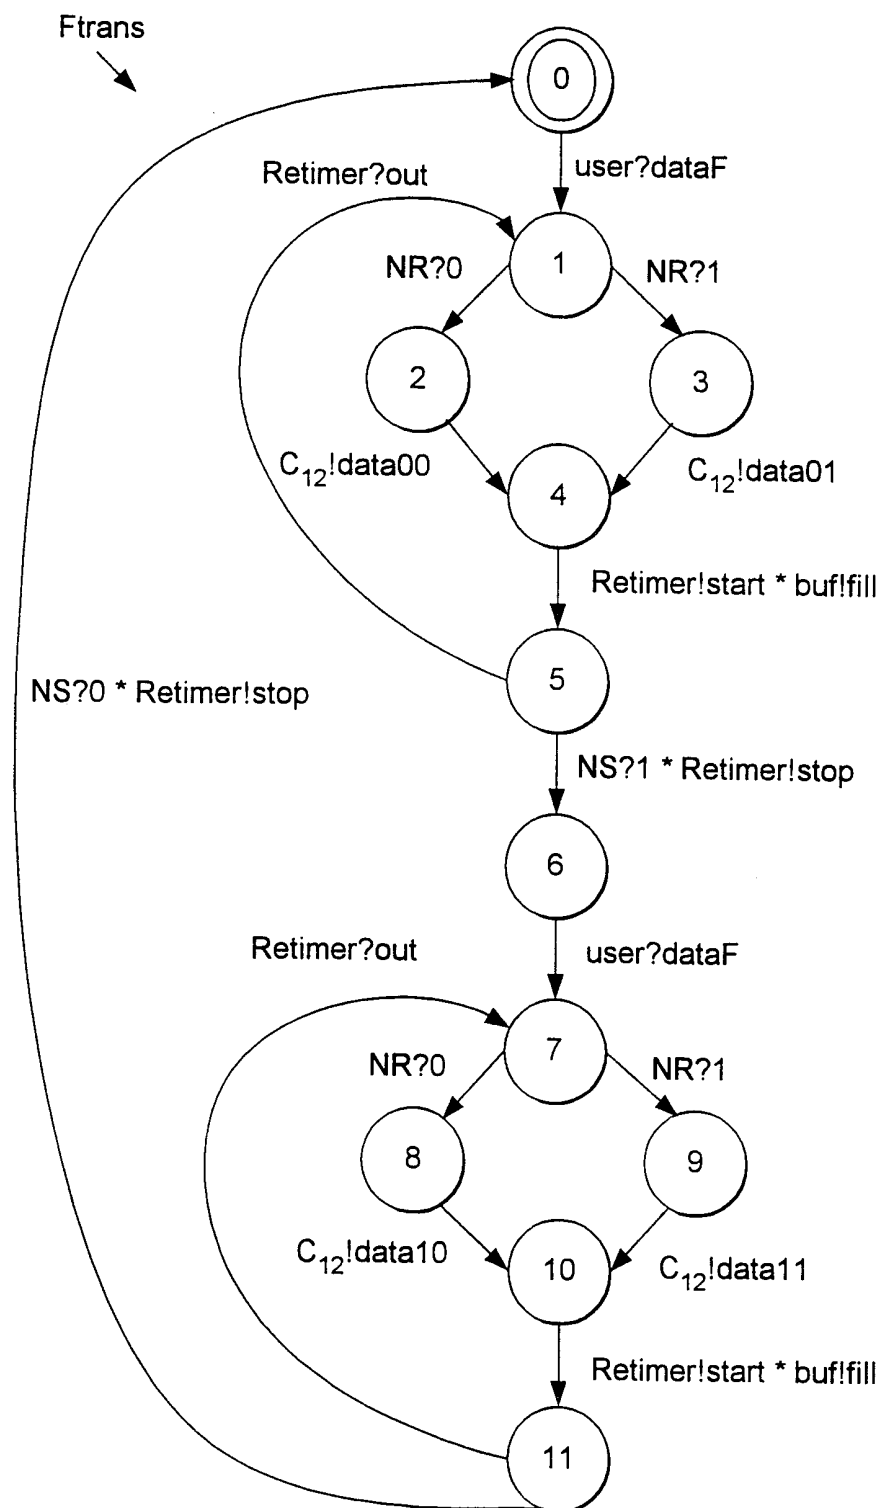 Ftrans
0
user?dataF
Retimer?out
1
NR?0
NR?1
2
3
C12!data00
C12!data01
4
Retimer!start * buf!fill
5
NS?0 * Retimer!stop
NS?1 * Retimer!stop
6
Retimer?out
user?dataF
7
NR?0
NR?1
8
9
C12!data10
C12!data11
10
Retimer!start * buf!fill
11